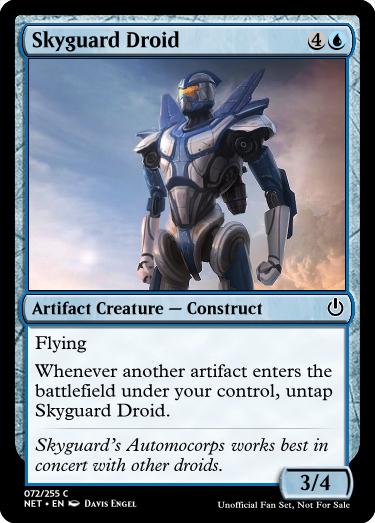 Skyguard Droid 4
Artifact Creature — Construct
Flying
Whenever another artifact enters the
battlefield under your control, untap
Skyguard Droid.
Skyguard's Automocorps works best in
concert with other droids.
3/4
072/255 C
NET • EN Davis Engel
Unofficial Fan Set, Not For Sale